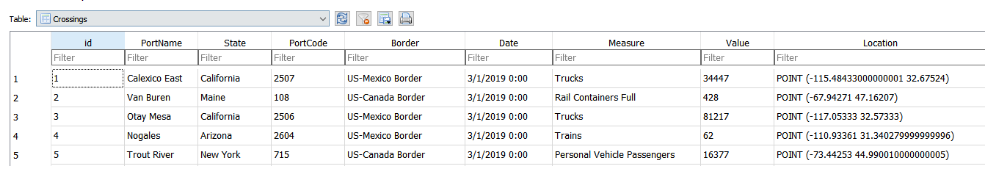 Table: Crossings
id PortName State PortCode Border Date Measure Value Location
Filter Filter Filter Filter Filter Filter Filter Filter Filter
1 1 Calexico East California 2507 US-Mexico Border 3/1/2019 0:00 Trucks 34447 POINT (-115.48433000000001 32.67524)
2 2 Van Buren Maine 108 US-Canada Border 3/1/2019 0:00 Rail Containers Full 428 POINT (-67.94271 47.16207)
3 3 Otay Mesa California 2506 US-Mexico Border 3/1/2019 0:00 Trucks 81217 POINT (-117.05333 32.57333)
4 4 Nogales Arizona 2604 US-Mexico Border 3/1/2019 0:00 Trains 62 POINT (-110.93361 31.340279999999996)
5 5 Trout River New York 715 US-Canada Border 3/1/2019 0:00 Personal Vehicle Passengers 16377 POINT (-73.44253 44.990010000000005)